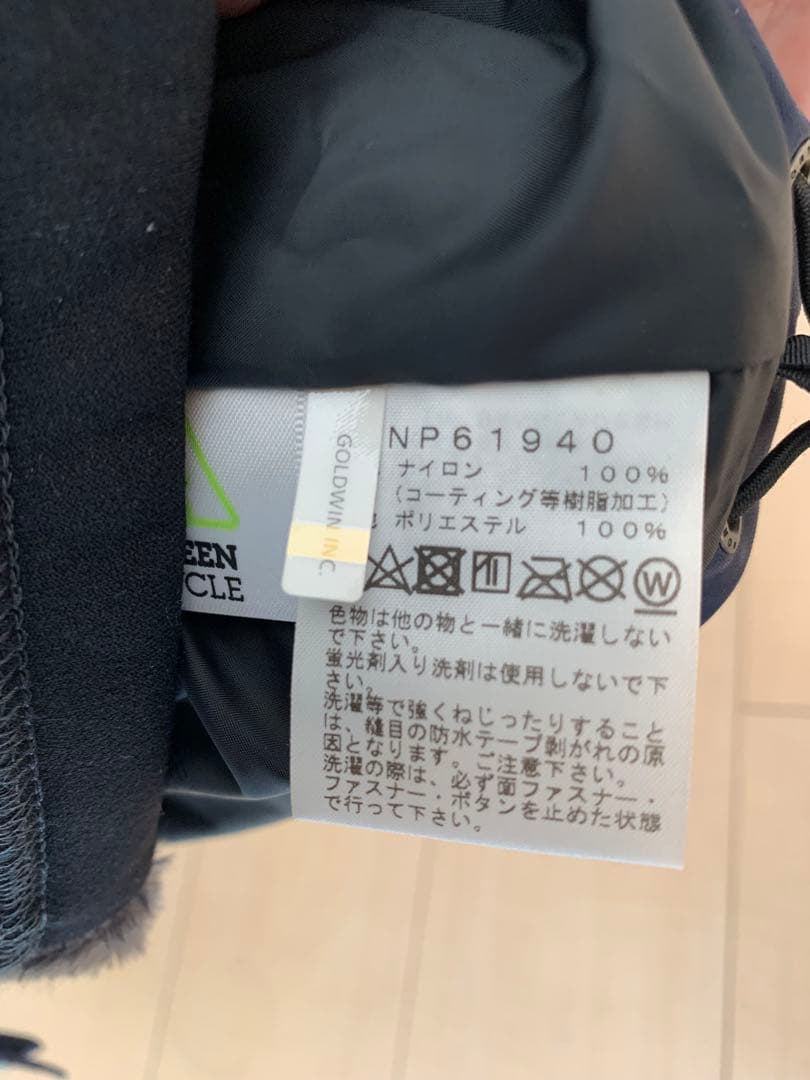 NP61940
ナイロン 100%
(コーティング等樹脂加工)
ポリエステル 100%
GOLDWIN INC.
EEN
CLE
W
色物は他の物と一緒に洗濯しない
で下さい。
蛍光剤入り洗剤は使用しないで下
さい。
洗濯等で強くねじったりすること
は、縫目の防水テープ剥がれの原
因となります。ご注意下さい。
洗濯の際は、必ず面ファスナー・
ファスナー・ボタンを止めた状態
で行って下さい。